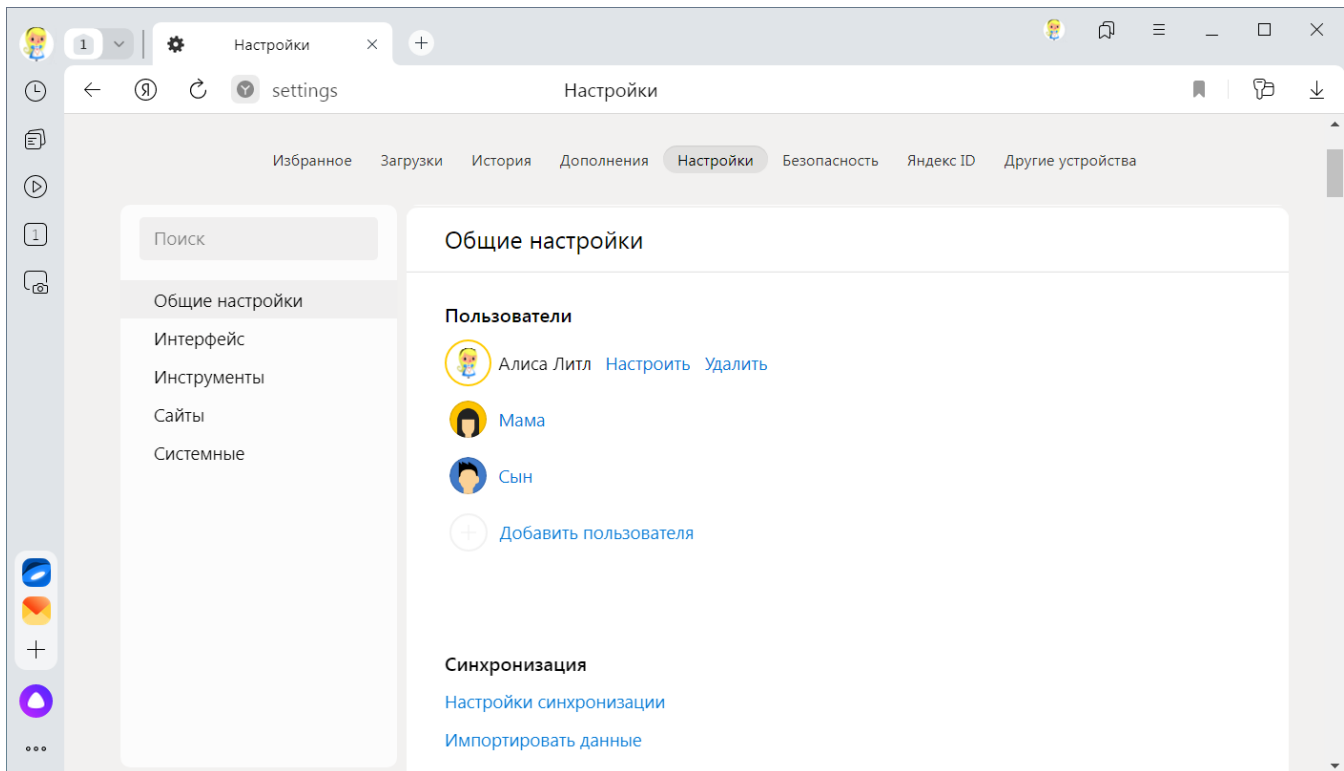 1
Настройки
Я
settings
Настройки
1
Избранное Загрузки История Дополнения Настройки Безопасность Яндекс ID Другие устройства
Поиск
Общие настройки
Интерфейс
Инструменты
Сайты
Системные
Общие настройки
Пользователи
Алиса Литл Настроить Удалить
Мама
Сын
Добавить пользователя
Синхронизация
Настройки синхронизации
Импортировать данные